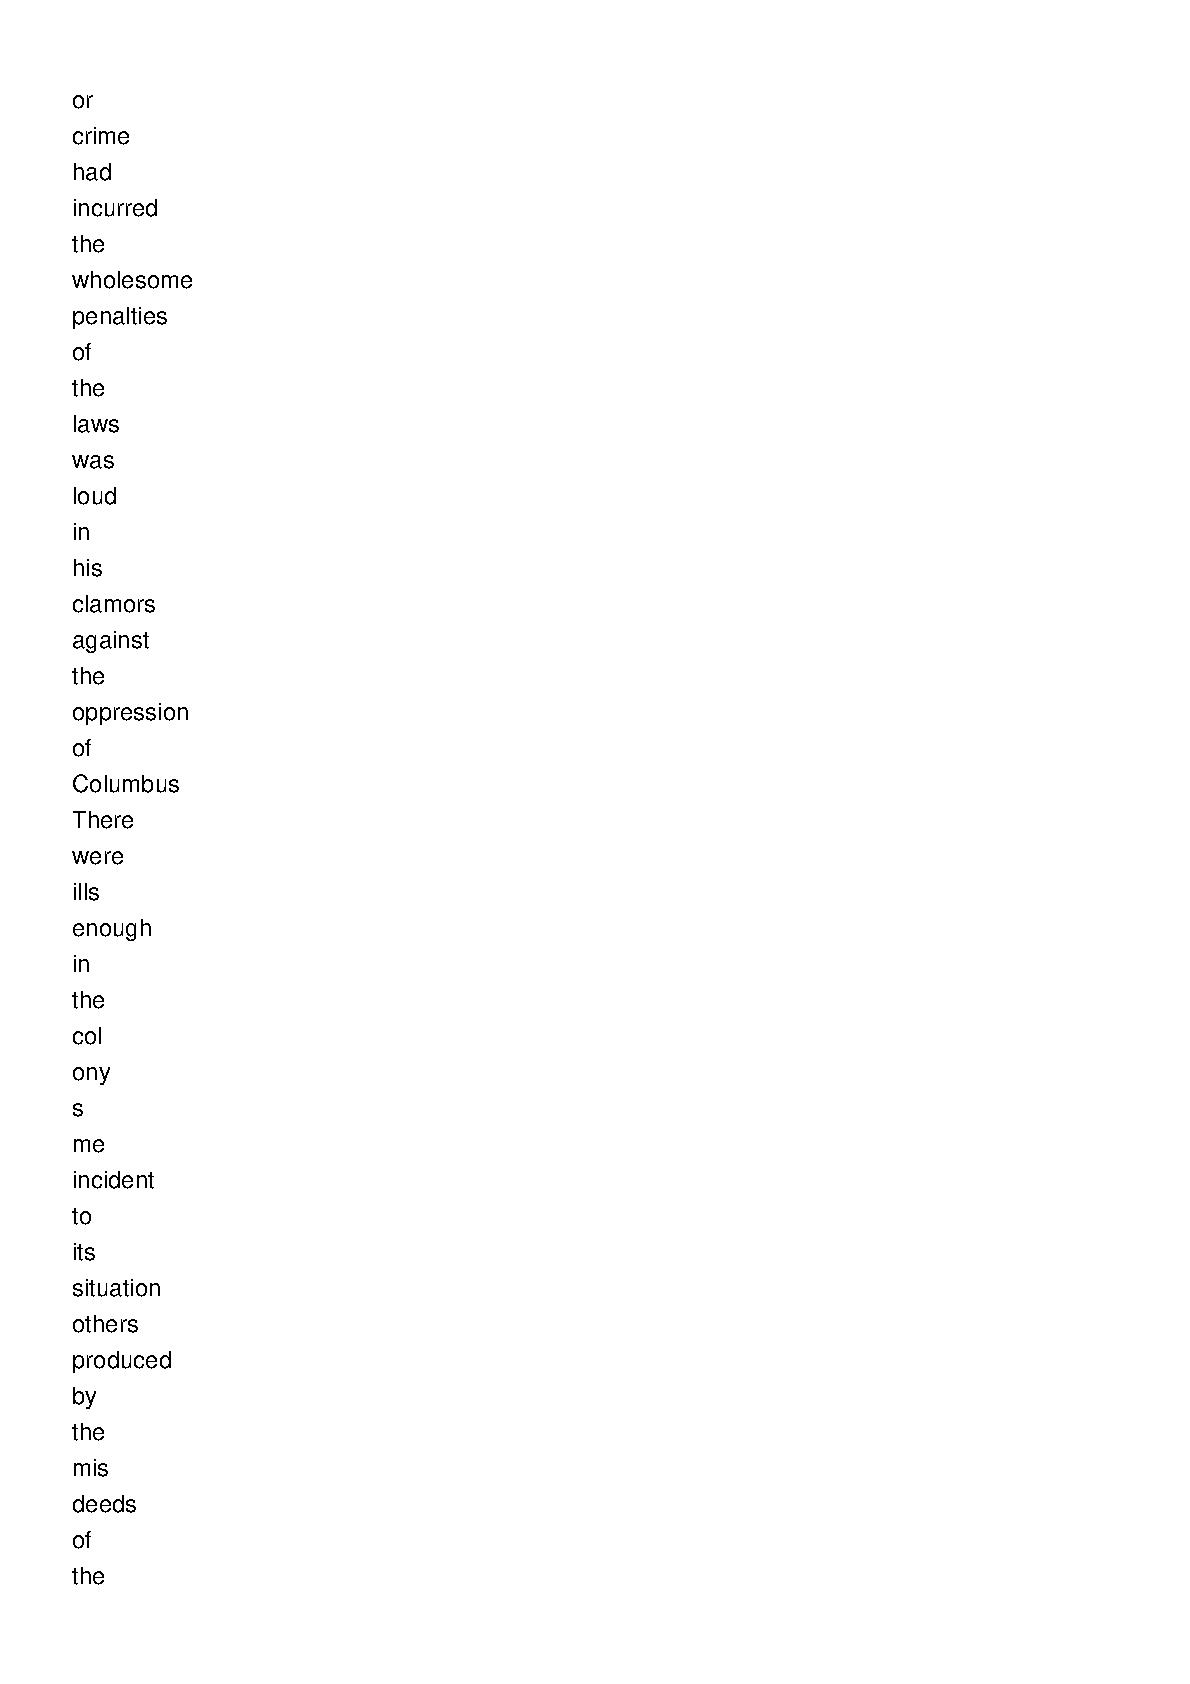 or
crime
had
incurred
the
wholesome
penalties
of
the
laws
was
loud
in
his
clamors
against
the
oppression
of
Columbus
There
were
ills
enough
in
the
col
ony
s
me
incident
to
its
situation
others
produced
by
the
mis
deeds
of
the